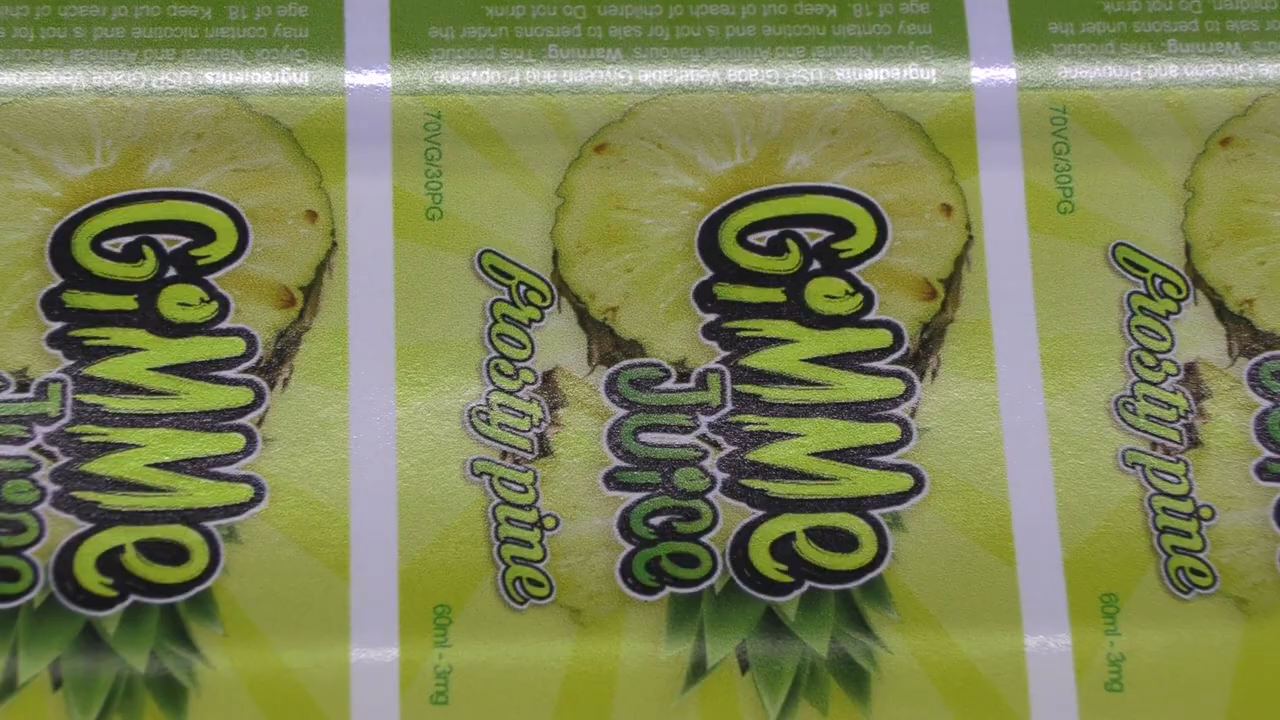 Ingredients: USP Grade Vegetable
Glycol, Natural and Artificial
may contain nicotine and is not for
age of 18. Keep out of reach of
GiMMe
Juice
Ingredients: USP Grade Vegetable Glycerin and Propylene
Glycol, Natural and Artificial flavours. Warning: This product
may contain nicotine and is not for sale to persons under the
age of 18. Keep out of reach of children. Do not drink.
GiMMe
Juice
frosty pine
70VG/30PG
60ml - 3mg
Glycerin and Propylene
Warning: This product
sale to persons under the
Do not drink.
frosty pine
70VG/30PG
60ml - 3mg